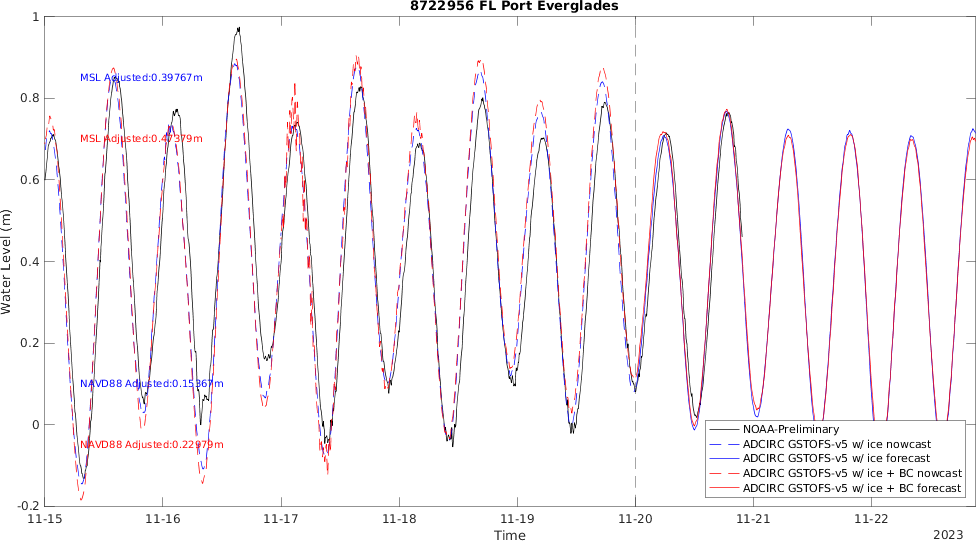 8722956 FL Port Everglades
1
0.8
0.6
0.4
0.2
0
-0.2
Water Level (m)
MSL Adjusted:0.39767m
MSL Adjusted:0.47379m
NAVD88 Adjusted:0.15367m
NAVD88 Adjusted:0.22979m
NOAA-Preliminary
ADCIRC GSTOFS-v5 w/ ice nowcast
ADCIRC GSTOFS-v5 w/ ice forecast
ADCIRC GSTOFS-v5 w/ ice + BC nowcast
ADCIRC GSTOFS-v5 w/ ice + BC forecast
11-15 11-16 11-17 11-18 11-19 11-20 11-21 11-22
Time
2023